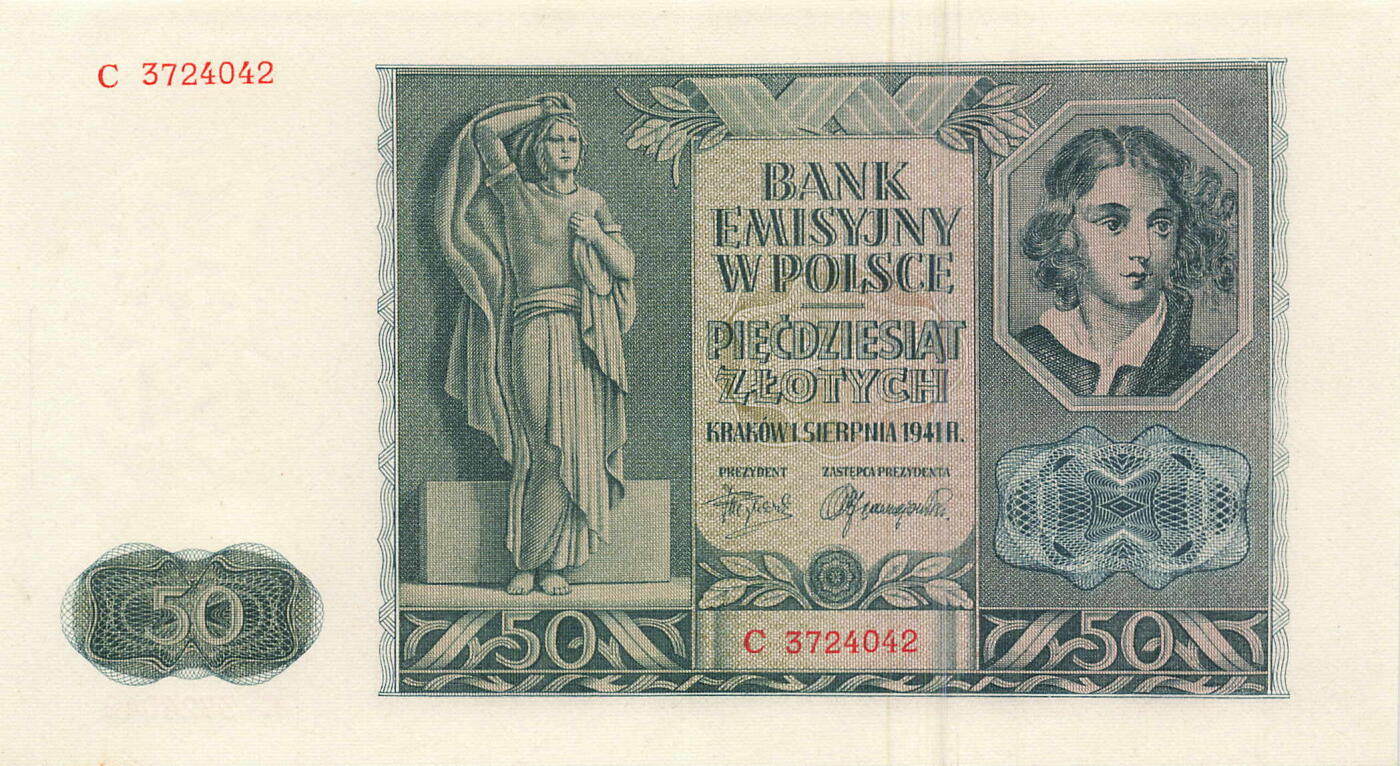 C 3724042
BANK
EMISYJNY
W POLSCE
PIĘĆDZIESIĄT
ZŁOTYCH
KRAKÓW 1. SIERPNIA 1941 R.
PREZYDENT ZASTĘPCA PREZYDENTA
50
50
C 3724042
50